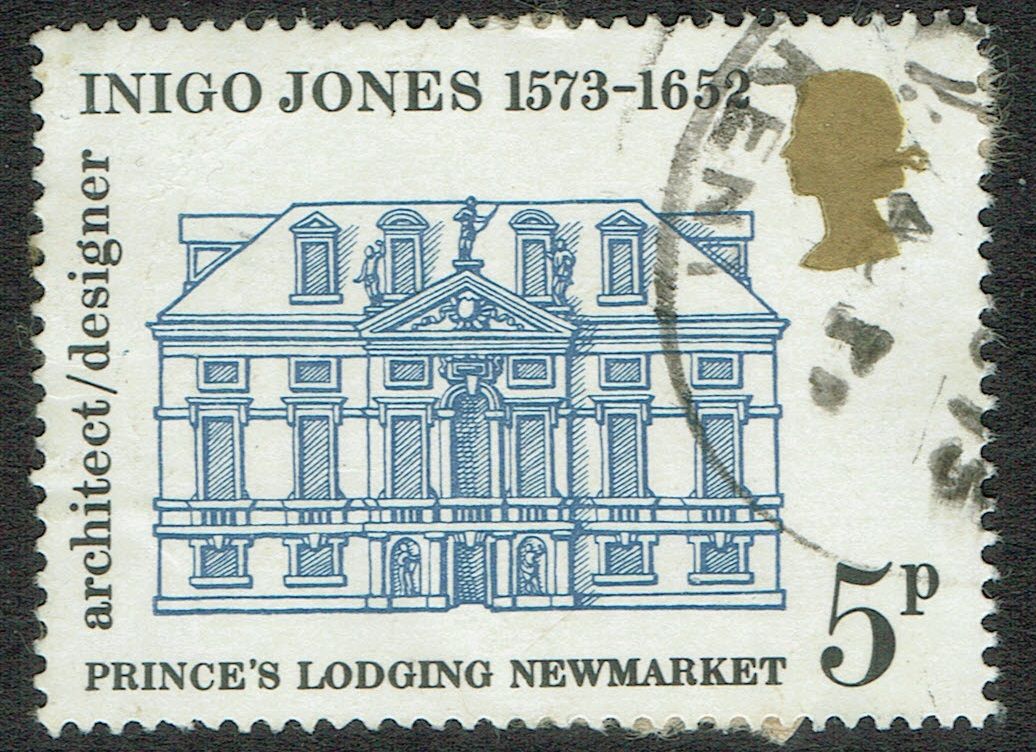 INIGO JONES 1573-1652
architect/designer
5p
PRINCE'S LODGING NEWMARKET